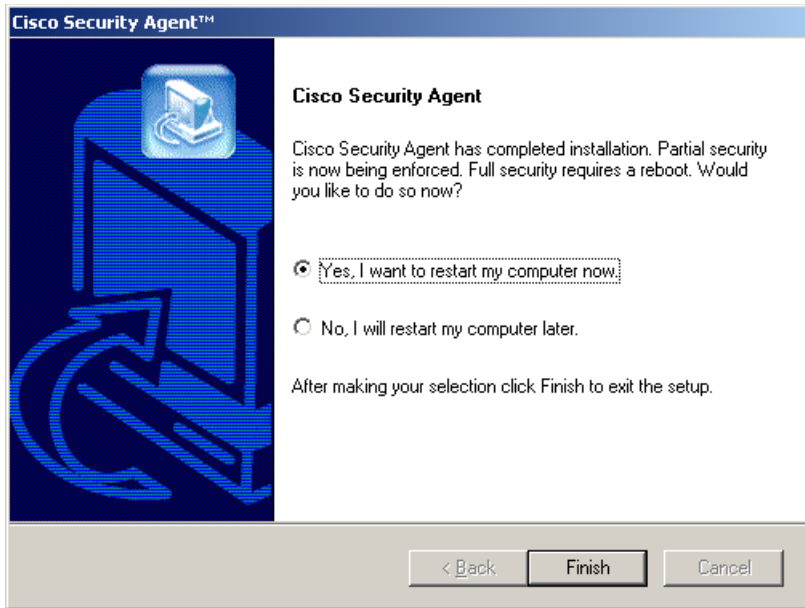 Cisco Security Agent™
Cisco Security Agent
Cisco Security Agent has completed installation. Partial security
is now being enforced. Full security requires a reboot. Would
you like to do so now?
Yes, I want to restart my computer now.
No, I will restart my computer later.
After making your selection click Finish to exit the setup.
< Back
Finish
Cancel